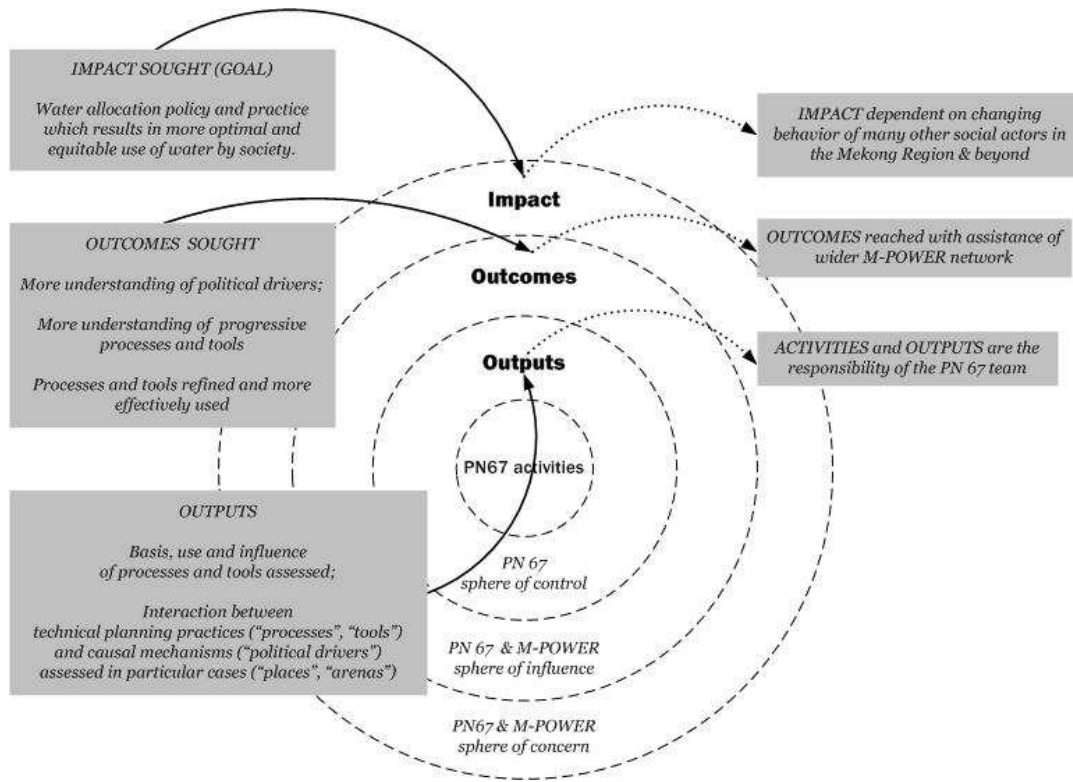 IMPACT SOUGHT (GOAL)
Water allocation policy and practice
which results in more optimal and
equitable use of water by society.
OUTCOMES SOUGHT
More understanding of political drivers;
More understanding of progressive
processes and tools
Processes and tools refined and more
effectively used
OUTPUTS
Basis, use and influence
of processes and tools assessed;
Interaction between
technical planning practices (“processes”, “tools”)
and causal mechanisms (“political drivers”)
assessed in particular cases (“places”, “arenas”)
Impact
Outcomes
Outputs
PN67 activities
PN 67
sphere of control
PN 67 & M-POWER
sphere of influence
PN67 & M-POWER
sphere of concern
IMPACT dependent on changing
behavior of many other social actors in
the Mekong Region & beyond
OUTCOMES reached with assistance of
wider M-POWER network
ACTIVITIES and OUTPUTS are the
responsibility of the PN 67 team